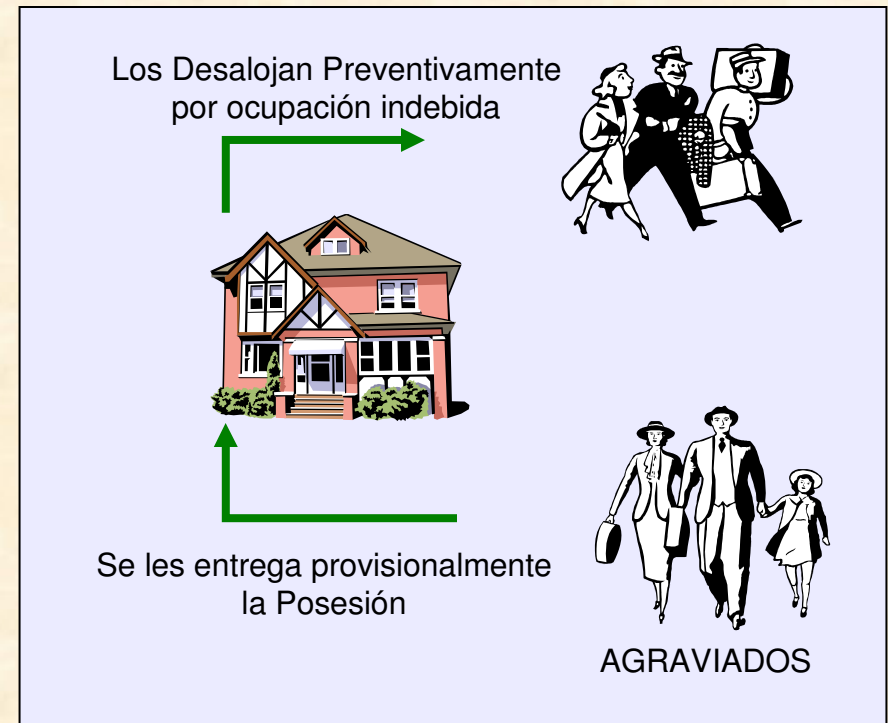 Los Desalojan Preventivamente
por ocupación indebida
Se les entrega provisionalmente
la Posesión
AGRAVIADOS